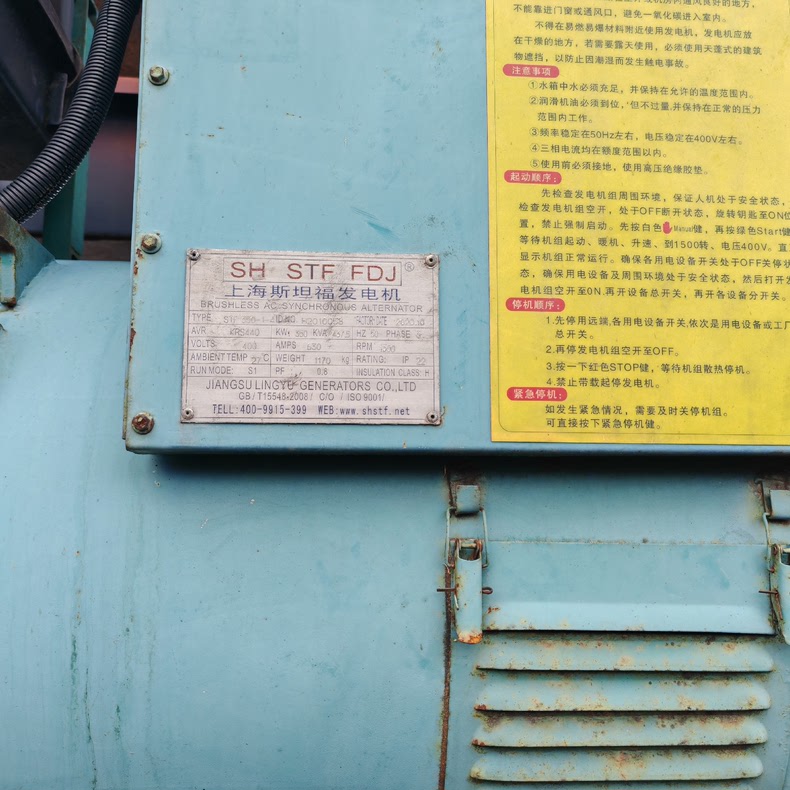 不能靠进门窗或通风口，避免一氧化碳进入室内。
不得在易燃易爆材料附近使用发电机，发电机应放
在干燥的地方，若需要露天使用，必须使用天蓬式的建筑
物遮挡，以防止因潮湿而发生触电事故。
注意事项
①水箱中水必须充足，并保持在允许的温度范围内。
②润滑机油必须到位，但不过量，并保持在正常的压力
范围内工作。
③频率稳定在50Hz左右，电压稳定在400V左右。
④三相电流均在额度范围以内。
⑤使用前必须接地，使用高压绝缘胶垫。
起动顺序：
先检查发电机组周围环境，保证人机处于安全状态，
检查发电机组空开，处于OFF断开状态，旋转钥匙至ON位
置，禁止强制启动。先按白色Manual健，再按绿色Start健
等待机组起动、暖机、升速、到1500转、电压400V。直
显示机组正常运行。确保各用电设备开关处于OFF关停状
态，确保用电设备及周围环境处于安全状态，然后打开发
电机组空开至ON.再开设备总开关，再开各设备分开关。
停机顺序：
1.先停用远端,各用电设备开关,依次是用电设备或工厂
总开关。
2.再停发电机组空开至OFF。
3.按一下红色STOP键，等待机组散热停机。
4.禁止带载起停发电机。
紧急停机：
如发生紧急情况，需要及时关停机组。
可直接按下紧急停机健。
SH STF FDJ®
上海斯坦福发电机
BRUSHLESS AC SYNCHRONOUS ALTERNATOR
TYPE NO. DATE 2020.10
AVR KRS440 KW 350 KVA 437.5 HZ 50 PHASE
VOLTS 400 AMPS 630 RPM
AMBIENT TEMP ℃ WEIGHT 1170 kg RATING: IP 22
RUN MODE: S1 PF 0.8 INSULATION CLASS: H
JIANGSU LINGYU GENERATORS CO.,LTD
GB/T15548-2008/ C/O / ISO 9001/
TELL:400-9915-399 WEB:www.shstf.net